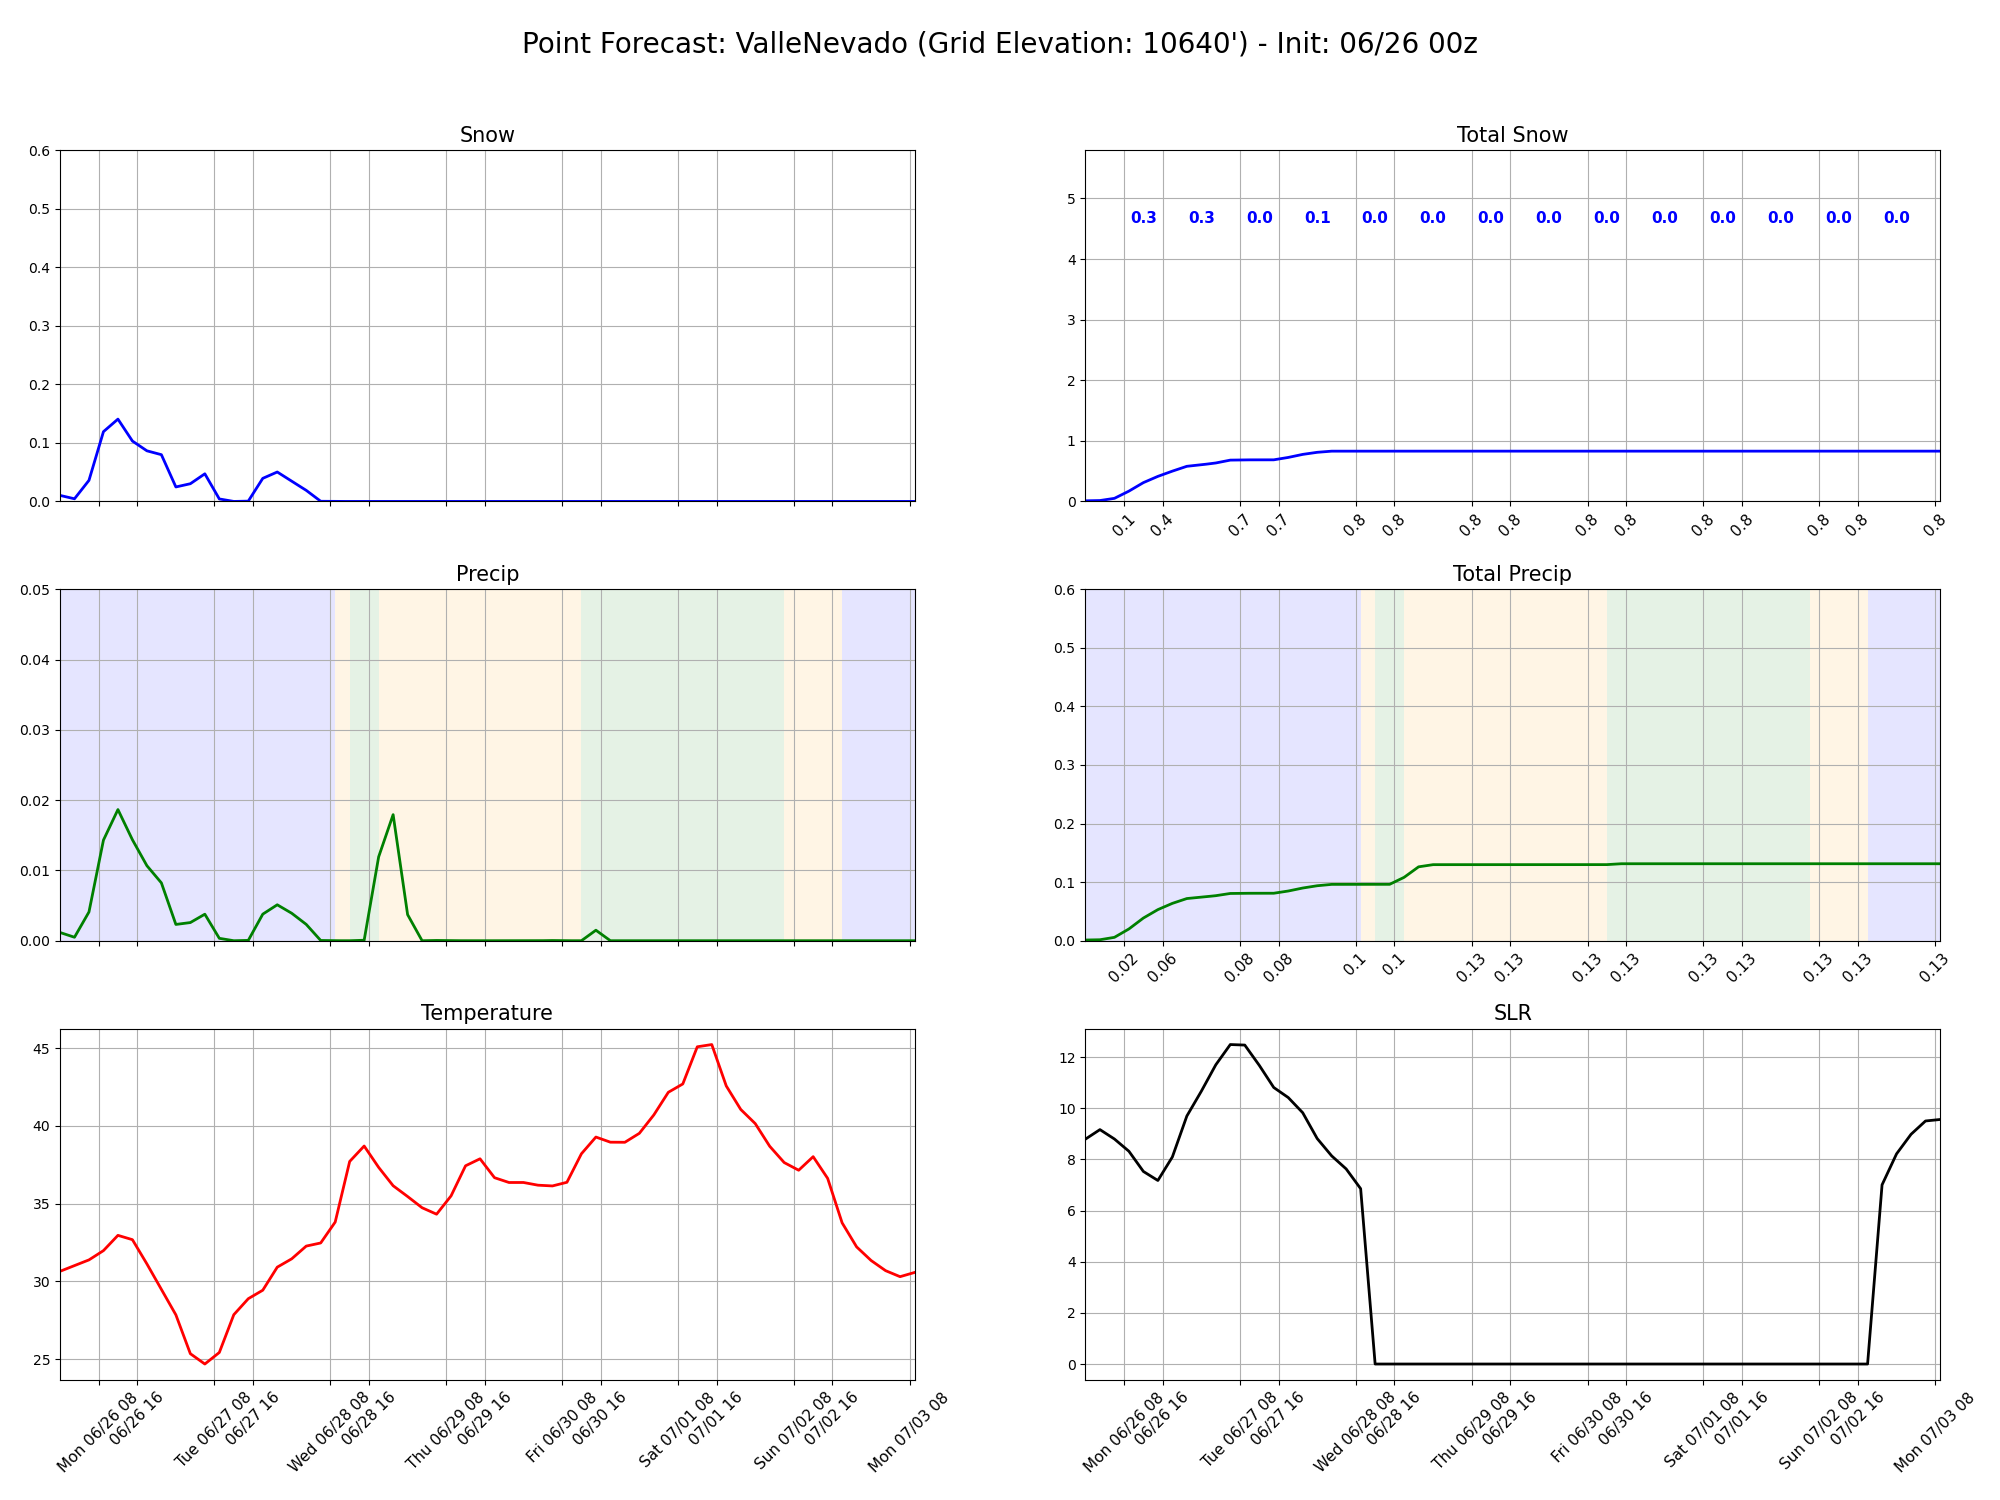 Point Forecast: ValleNevado (Grid Elevation: 10640') - Init: 06/26 00z
Snow
0.6
0.5
0.4
0.3
0.2
0.1
0.0
Total Snow
5
4
3
2
1
0
0.3 0.3 0.0 0.1 0.0 0.0 0.0 0.0 0.0 0.0 0.0 0.0 0.0 0.0
0.1 0.4 0.7 0.7 0.8 0.8 0.8 0.8 0.8 0.8 0.8 0.8 0.8 0.8 0.8
Precip
0.05
0.04
0.03
0.02
0.01
0.00
Total Precip
0.6
0.5
0.4
0.3
0.2
0.1
0.0
0.02 0.06 0.08 0.08 0.1 0.1 0.13 0.13 0.13 0.13 0.13 0.13 0.13 0.13 0.13
Temperature
45
40
35
30
25
Mon 06/26 08
06/26 16
Tue 06/27 08
06/27 16
Wed 06/28 08
06/28 16
Thu 06/29 08
06/29 16
Fri 06/30 08
06/30 16
Sat 07/01 08
07/01 16
Sun 07/02 08
07/02 16
Mon 07/03 08
SLR
12
10
8
6
4
2
0
Mon 06/26 08
06/26 16
Tue 06/27 08
06/27 16
Wed 06/28 08
06/28 16
Thu 06/29 08
06/29 16
Fri 06/30 08
06/30 16
Sat 07/01 08
07/01 16
Sun 07/02 08
07/02 16
Mon 07/03 08